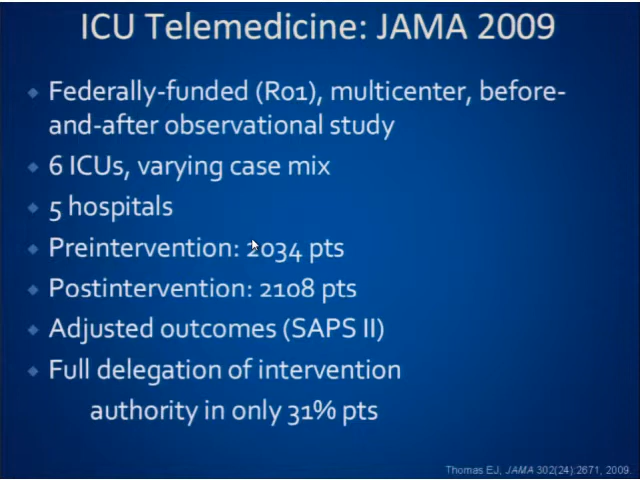 ICU Telemedicine: JAMA 2009
Federally-funded (R01), multicenter, before-
and-after observational study
6 ICUs, varying case mix
5 hospitals
Preintervention: 2034 pts
Postintervention: 2108 pts
Adjusted outcomes (SAPS II)
Full delegation of intervention
authority in only 31% pts
Thomas EJ, JAMA 302(24):2671, 2009.